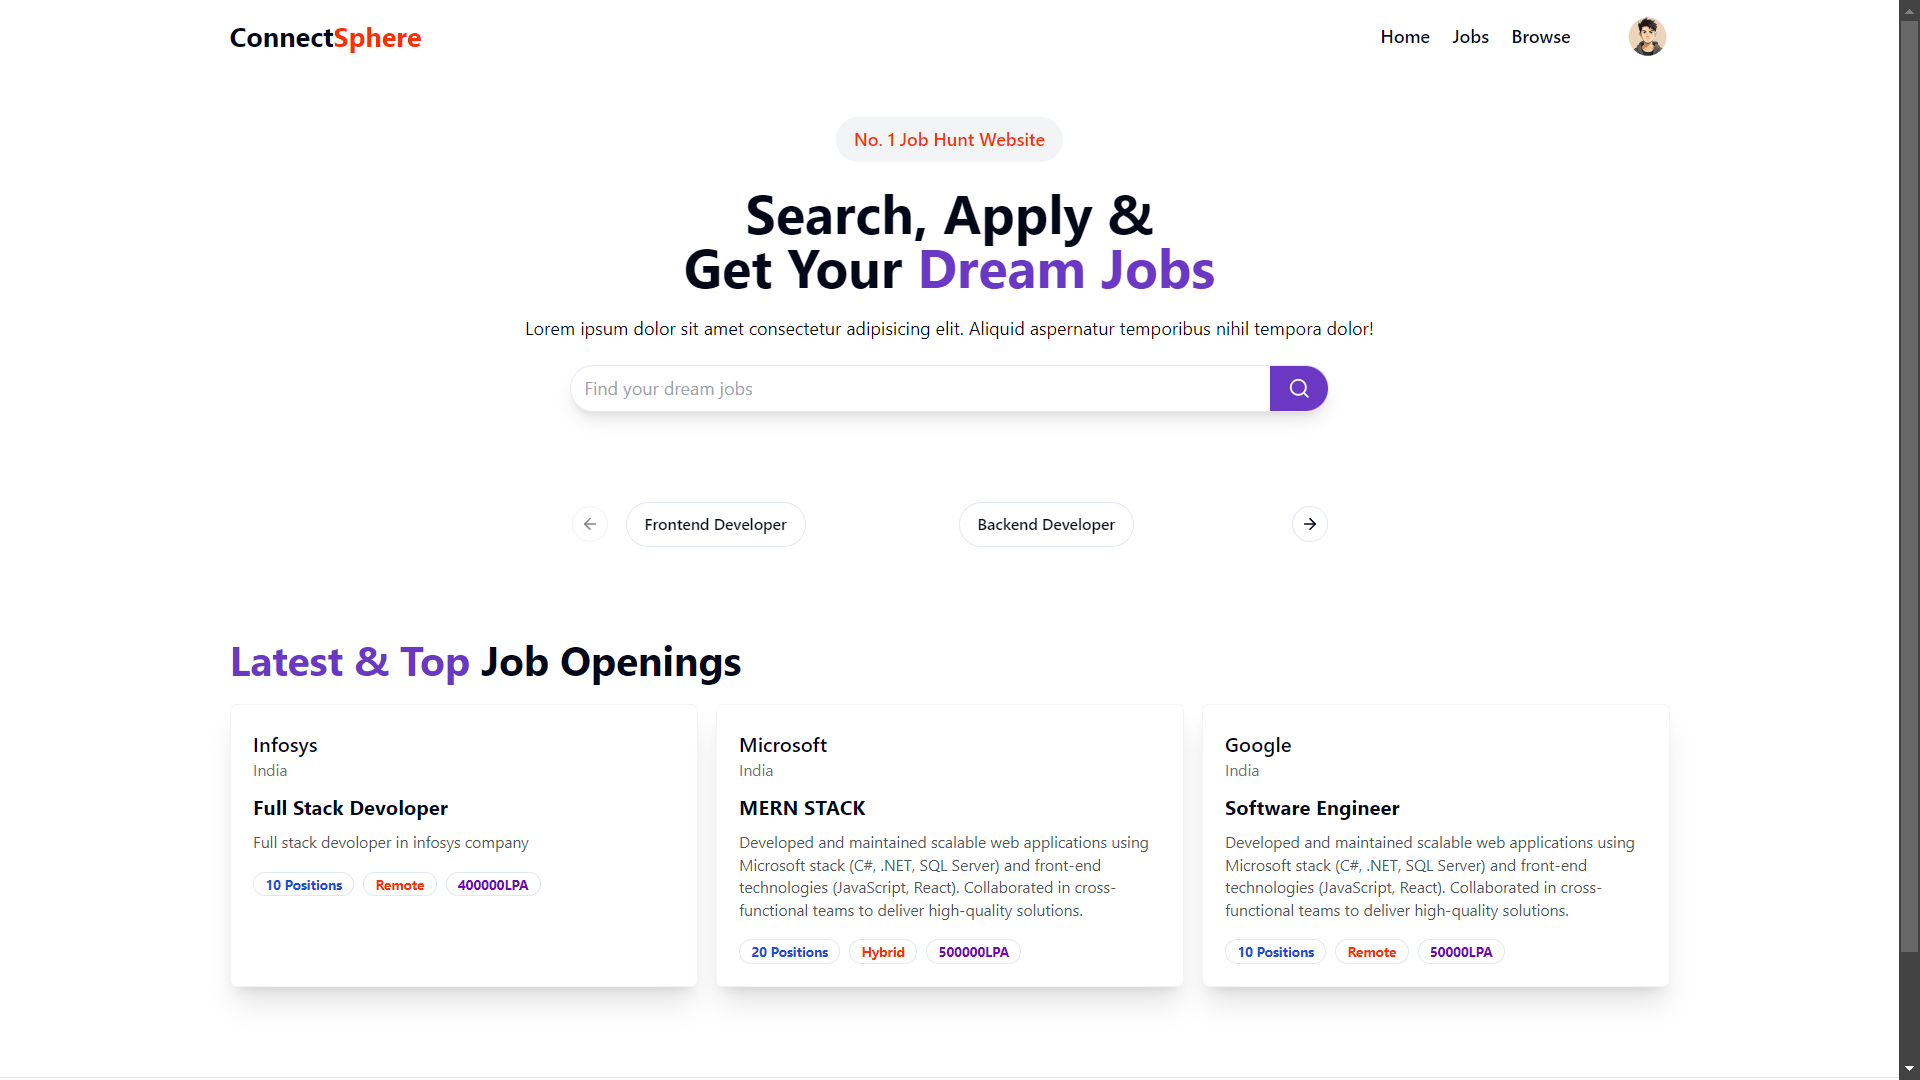 ConnectSphere
Home Jobs Browse
No. 1 Job Hunt Website
Search, Apply &
Get Your Dream Jobs
Lorem ipsum dolor sit amet consectetur adipisicing elit. Aliquid aspernatur temporibus nihil tempora dolor!
Find your dream jobs
Frontend Developer
Backend Developer
Latest & Top Job Openings
Infosys
India
Full Stack Devoloper
Full stack devoloper in infosys company
10 Positions Remote 400000LPA
Microsoft
India
MERN STACK
Developed and maintained scalable web applications using
Microsoft stack (C#, .NET, SQL Server) and front-end
technologies (JavaScript, React). Collaborated in cross-
functional teams to deliver high-quality solutions.
20 Positions Hybrid 500000LPA
Google
India
Software Engineer
Developed and maintained scalable web applications using
Microsoft stack (C#, .NET, SQL Server) and front-end
technologies (JavaScript, React). Collaborated in cross-
functional teams to deliver high-quality solutions.
10 Positions Remote 50000LPA